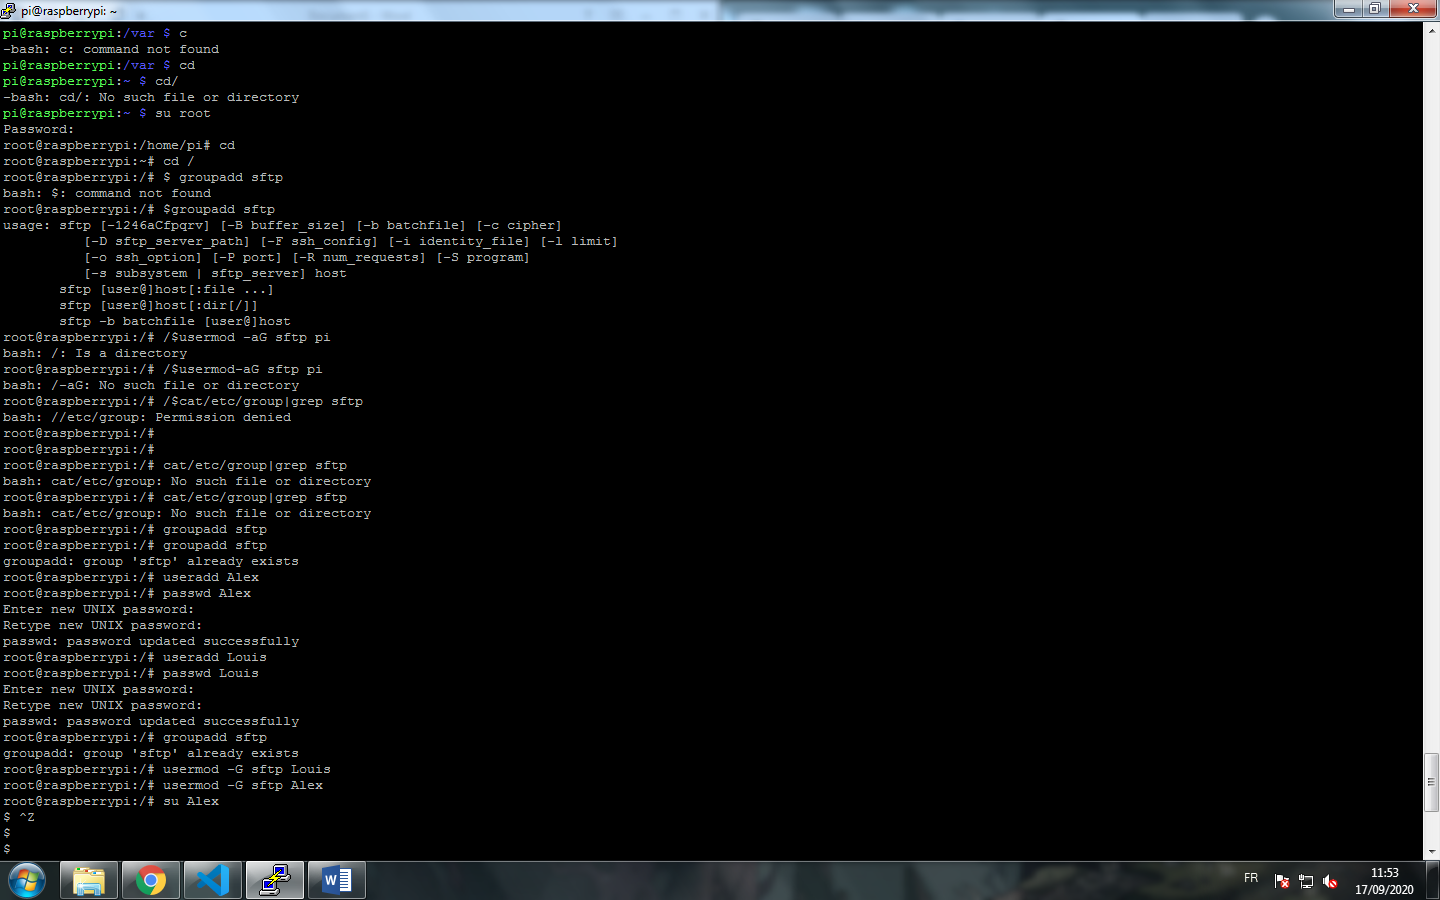 pi@raspberrypi: ~
pi@raspberrypi:/var $ c
-bash: c: command not found
pi@raspberrypi:/var $ cd
pi@raspberrypi:~ $ cd/
-bash: cd/: No such file or directory
pi@raspberrypi:~ $ su root
Password:
root@raspberrypi:/home/pi# cd
root@raspberrypi:~# cd /
root@raspberrypi:/# $ groupadd sftp
bash: $: command not found
root@raspberrypi:/# $groupadd sftp
usage: sftp [-1246aCfpqrv] [-B buffer_size] [-b batchfile] [-c cipher]
[-D sftp_server_path] [-F ssh_config] [-i identity_file] [-l limit]
[-o ssh_option] [-P port] [-R num_requests] [-S program]
[-s subsystem | sftp_server] host
sftp [user@]host[:file ...]
sftp [user@]host[:dir[/]]
sftp -b batchfile [user@]host
root@raspberrypi:/# /$usermod -aG sftp pi
bash: /: Is a directory
root@raspberrypi:/# /$usermod-aG sftp pi
bash: /-aG: No such file or directory
root@raspberrypi:/# /$cat/etc/group|grep sftp
bash: //etc/group: Permission denied
root@raspberrypi:/#
root@raspberrypi:/#
root@raspberrypi:/# cat/etc/group|grep sftp
bash: cat/etc/group: No such file or directory
root@raspberrypi:/# cat/etc/group|grep sftp
bash: cat/etc/group: No such file or directory
root@raspberrypi:/# groupadd sftp
root@raspberrypi:/# groupadd sftp
groupadd: group 'sftp' already exists
root@raspberrypi:/# useradd Alex
root@raspberrypi:/# passwd Alex
Enter new UNIX password:
Retype new UNIX password:
passwd: password updated successfully
root@raspberrypi:/# useradd Louis
root@raspberrypi:/# passwd Louis
Enter new UNIX password:
Retype new UNIX password:
passwd: password updated successfully
root@raspberrypi:/# groupadd sftp
groupadd: group 'sftp' already exists
root@raspberrypi:/# usermod -G sftp Louis
root@raspberrypi:/# usermod -G sftp Alex
root@raspberrypi:/# su Alex
$ ^Z
$
$
FR
11:53
17/09/2020